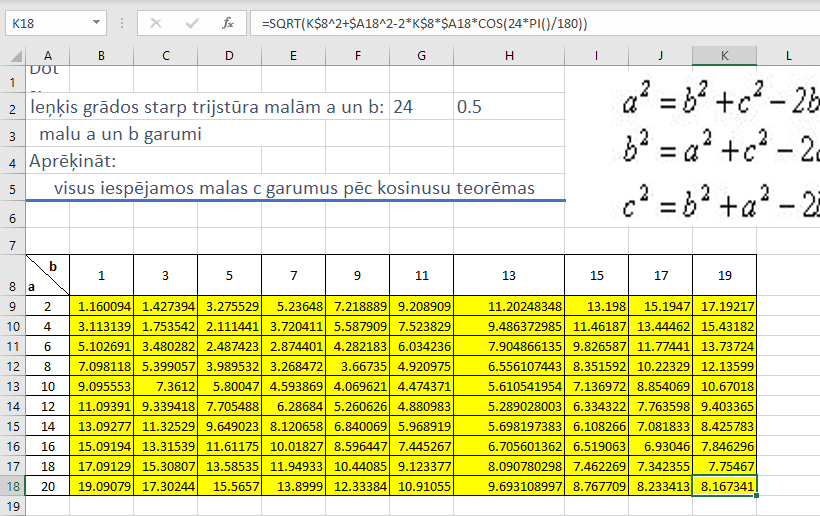 K18 fx =SQRT(K$8^2+$A18^2-2*K$8*$A18*COS(24*PI()/180))
A B C D E F G H I J K L
1
2 leņķis grādos starp trijstūra malām a un b: 24 0.5
3 malu a un b garumi
4 Aprēķināt:
5 visus iespējamos malas c garumus pēc kosinusu teorēmas
6
7
a² = b² + c² – 2b
b² = a² + c² – 2
c² = b² + a² – 2
8 a b 1 3 5 7 9 11 13 15 17 19
9 2 1.160094 1.427394 3.275529 5.23648 7.218889 9.208909 11.20248348 13.198 15.1947 17.19217
10 4 3.113139 1.753542 2.111441 3.720411 5.587909 7.523829 9.486372985 11.46187 13.44462 15.43182
11 6 5.102691 3.480282 2.487423 2.874401 4.282183 6.034236 7.904866135 9.826587 11.77441 13.73724
12 8 7.098118 5.399057 3.989532 3.268472 3.66735 4.920975 6.556107443 8.351592 10.22329 12.13599
13 10 9.095553 7.3612 5.80047 4.593869 4.069621 4.474371 5.610541954 7.136972 8.854069 10.67018
14 12 11.09391 9.339418 7.705488 6.28684 5.260626 4.880983 5.289028003 6.334322 7.763598 9.403365
15 14 13.09277 11.32529 9.649023 8.120658 6.840069 5.968919 5.698197383 6.108266 7.081833 8.425783
16 16 15.09194 13.31539 11.61175 10.01827 8.596447 7.445267 6.705601362 6.519063 6.93046 7.846296
17 18 17.09129 15.30807 13.58535 11.94933 10.44085 9.123377 8.090780298 7.462269 7.342355 7.75467
18 20 19.09079 17.30244 15.5657 13.8999 12.33384 10.91055 9.693108997 8.767709 8.233413 8.167341
19